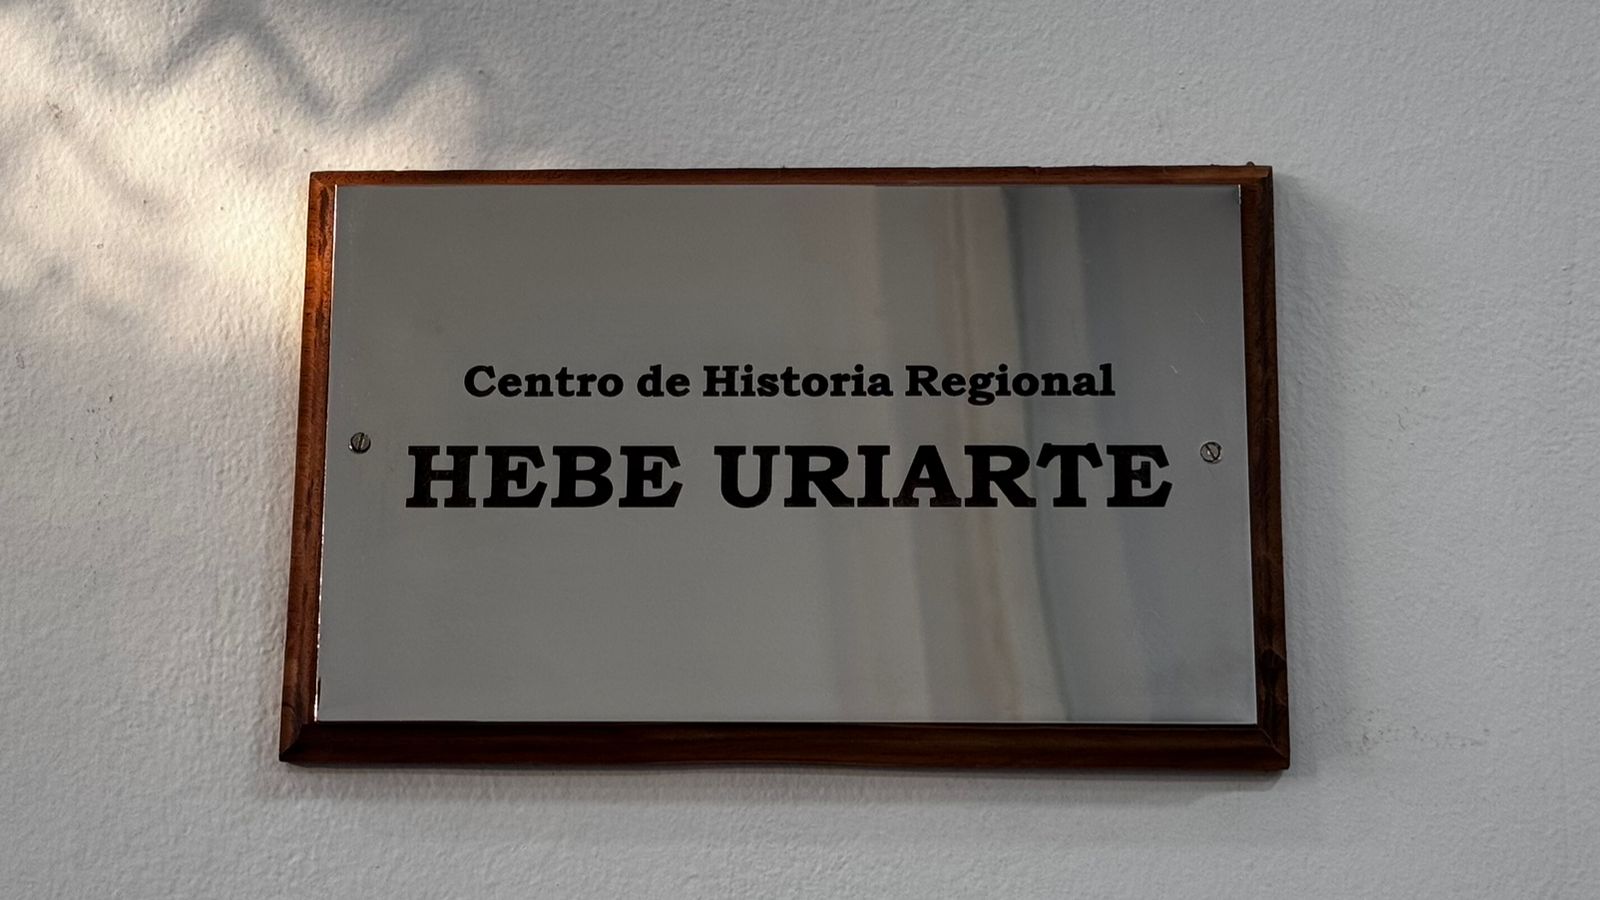 Centro de Historia Regional
HEBE URIARTE